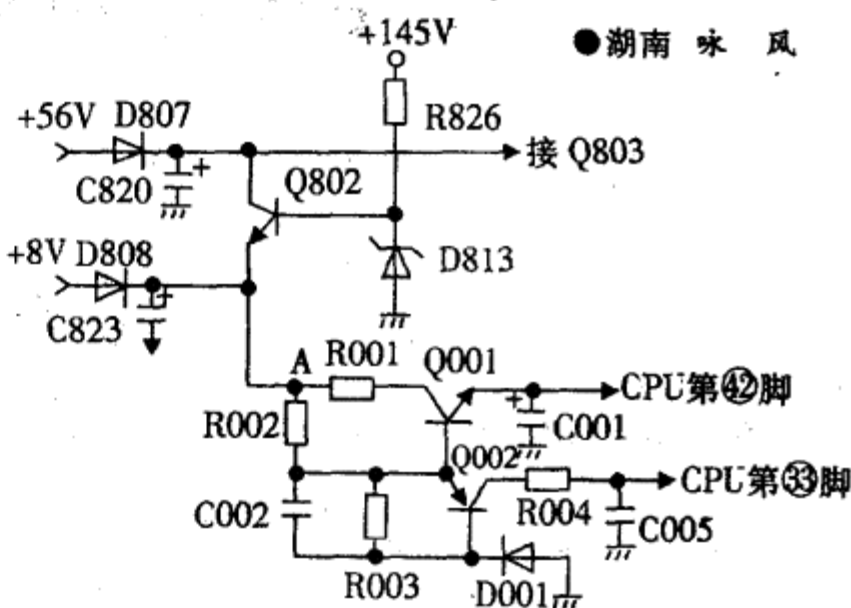 +145V
●湖南 咏 风
+56V D807
R826
接 Q803
C820
+
Q802
+8V D808
D813
C823
+
A R001 Q001
CPU第㊷脚
R002
+
C001
Q002
CPU第㉝脚
C002
R004
C005
R003
D001